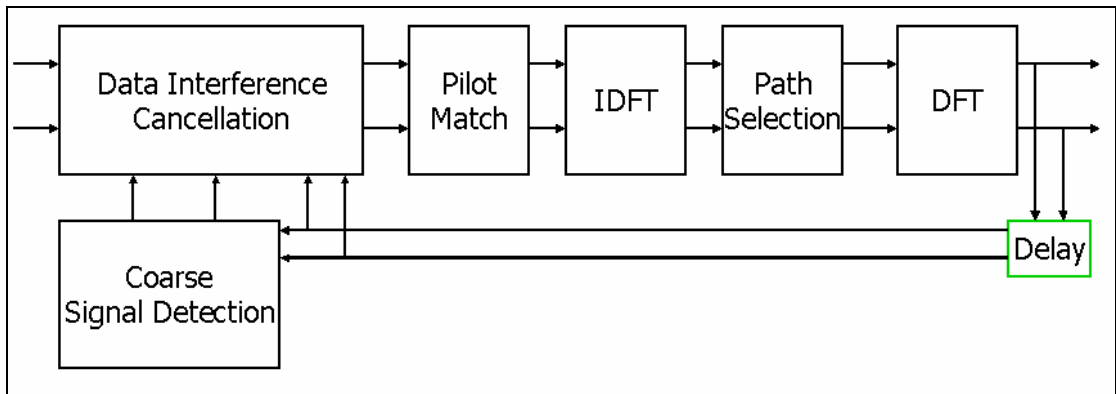 Data Interference
Cancellation
Pilot
Match
IDFT
Path
Selection
DFT
Delay
Coarse
Signal Detection